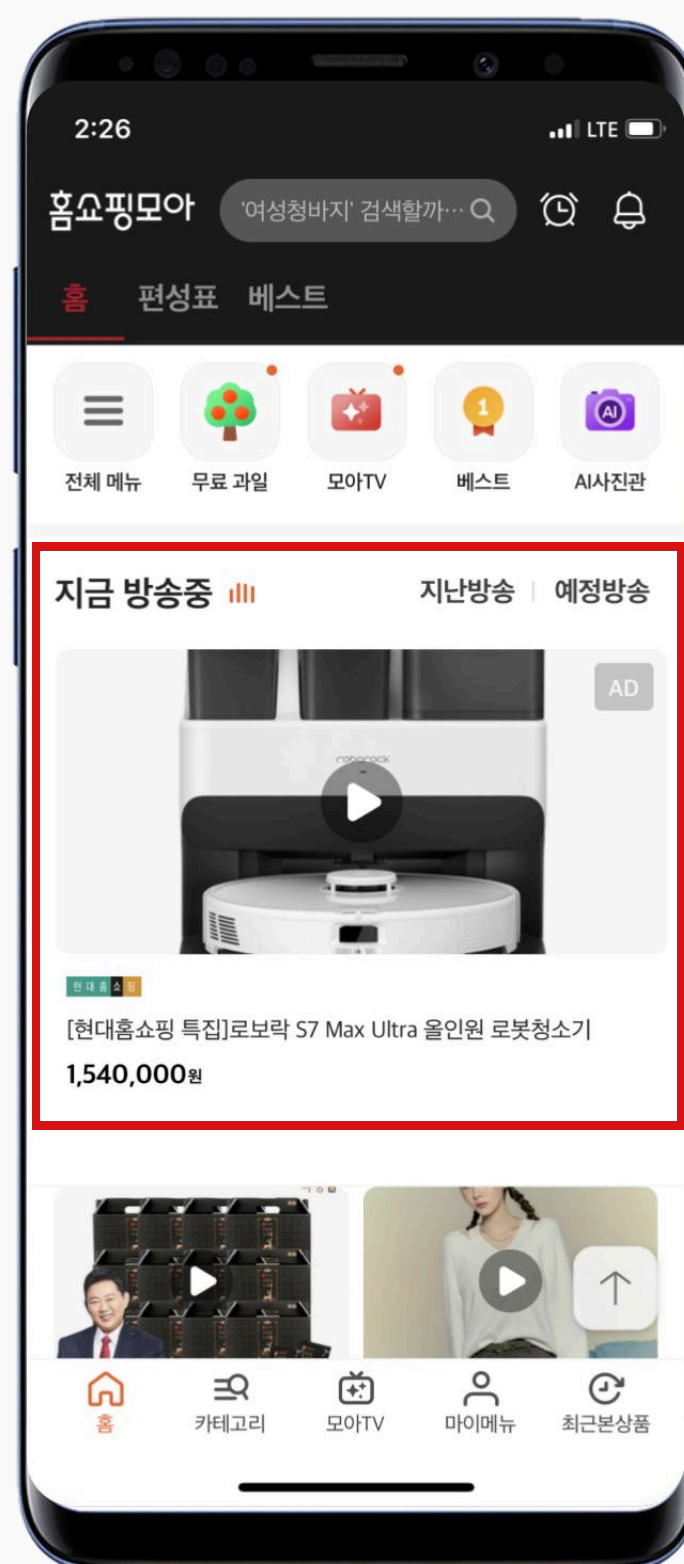 2:26
LTE
홈쇼핑모아
'여성청바지' 검색할까…
홈 편성표 베스트
1
AI
전체 메뉴 무료 과일 모아TV 베스트 AI사진관
지금 방송중
지난방송 | 예정방송
AD
roborock
현대홈쇼핑
[현대홈쇼핑 특집]로보락 S7 Max Ultra 올인원 로봇청소기
1,540,000원
홈 카테고리 모아TV 마이메뉴 최근본상품